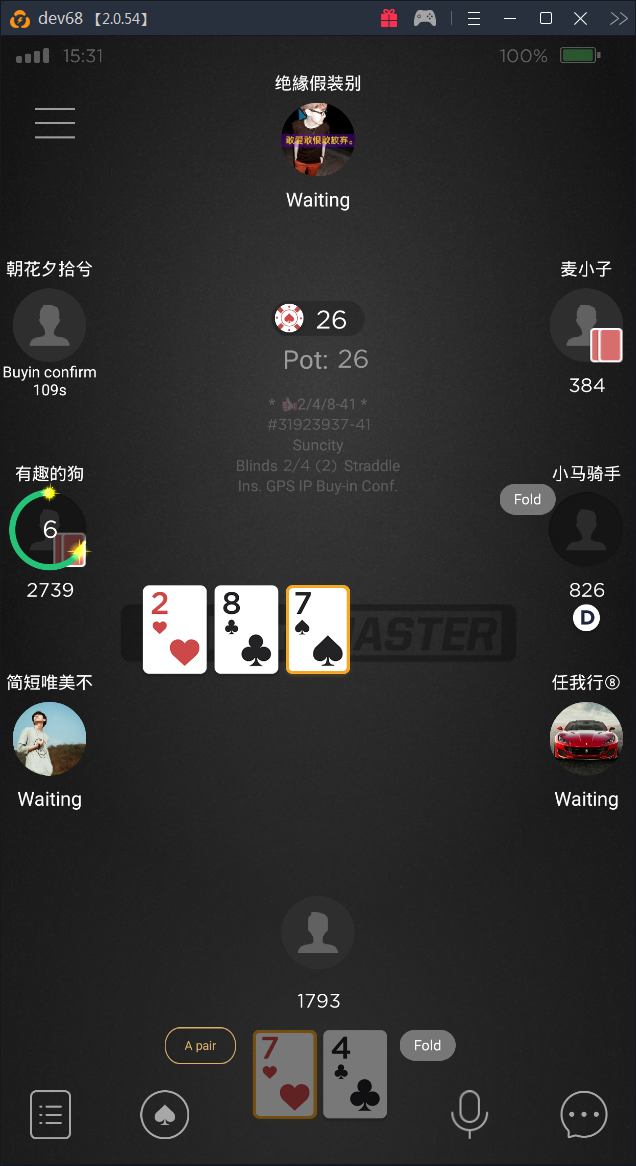 dev68 【2.0.54】
15:31
100%
绝緣假装别
敢爱敢恨敢放弃。
Waiting
朝花夕拾兮
Buyin confirm
109s
麦小子
384
26
Pot: 26
2/4/8-41 *
#31923937-41
Suncity
Blinds 2/4 (2) Straddle
Ins. GPS IP Buy-in Conf.
有趣的狗
6
2739
小马骑手
Fold
826
D
2
8
7
MASTER
简短唯美不
Waiting
任我行⑧
Waiting
1793
A pair
7
4
Fold